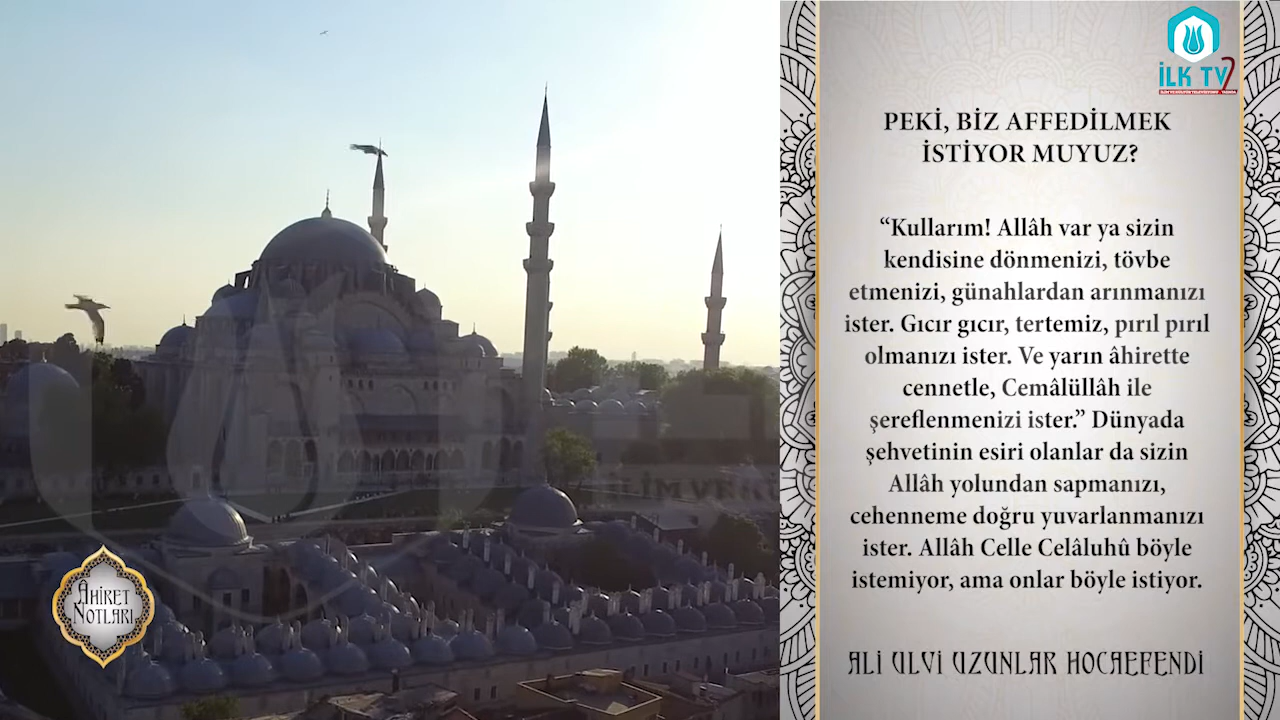 İLK TV 2
PEKİ, BİZ AFFEDİLMEK
İSTİYOR MUYUZ?
“Kullarım! Allâh var ya sizin
kendisine dönmenizi, tövbe
etmenizi, günahlardan arınmanızı
ister. Gıcır gıcır, tertemiz, pırıl pırıl
olmanızı ister. Ve yarın âhirette
cennetle, Cemâlüllâh ile
şereflenmenizi ister.” Dünyada
şehvetinin esiri olanlar da sizin
Allâh yolundan sapmanızı,
cehenneme doğru yuvarlanmanızı
ister. Allâh Celle Celâluhû böyle
istemiyor, ama onlar böyle istiyor.
ALİ ULVİ UZUNLAR HOCAEFENDİ
AHİRET
NOTLARI